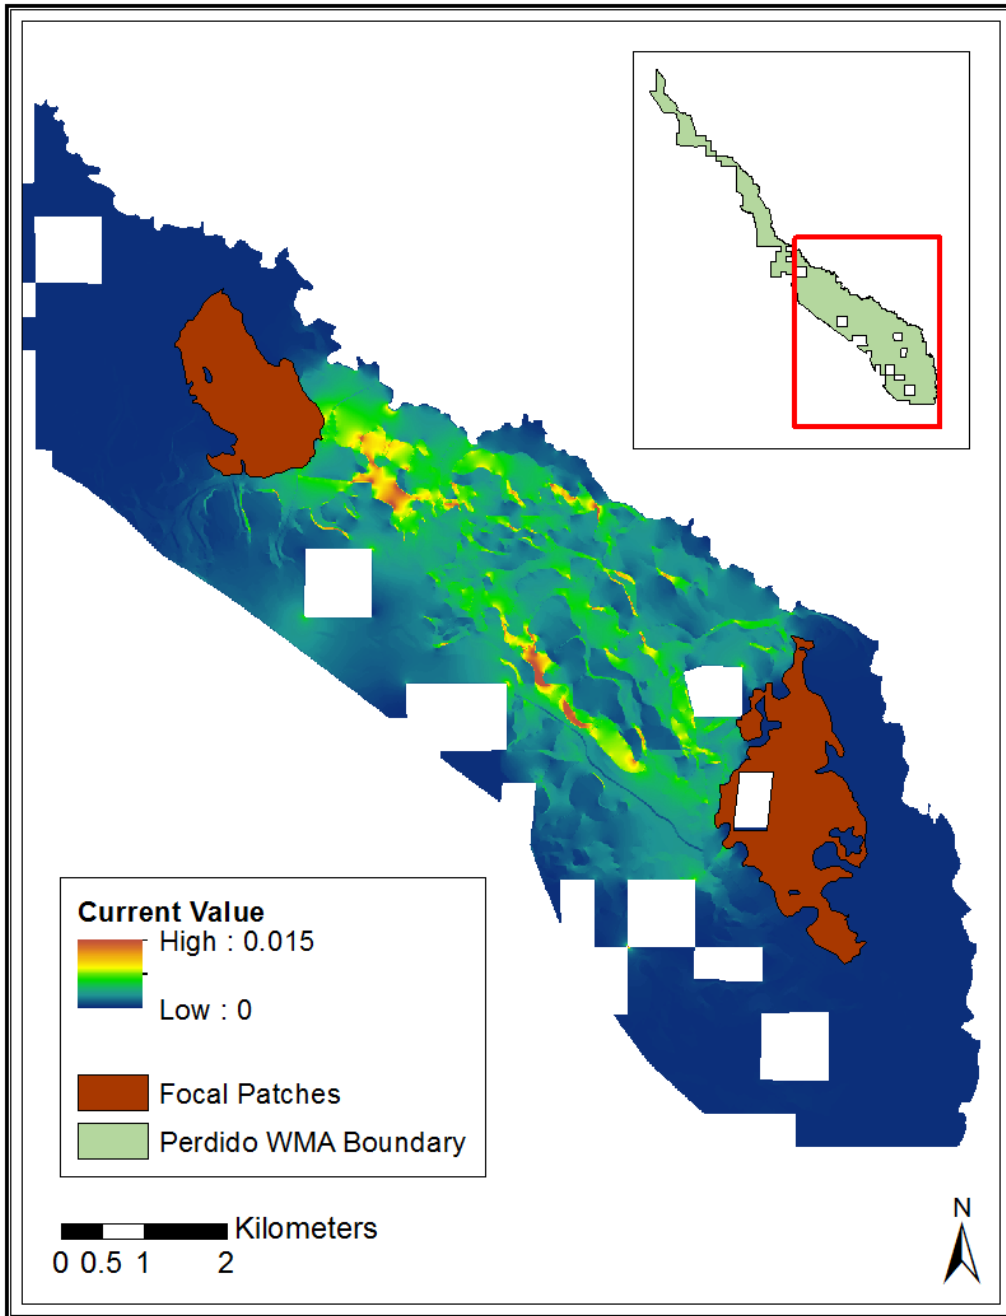 Current Value
High : 0.015
Low : 0
Focal Patches
Perdido WMA Boundary
Kilometers
0 0.5 1 2
N